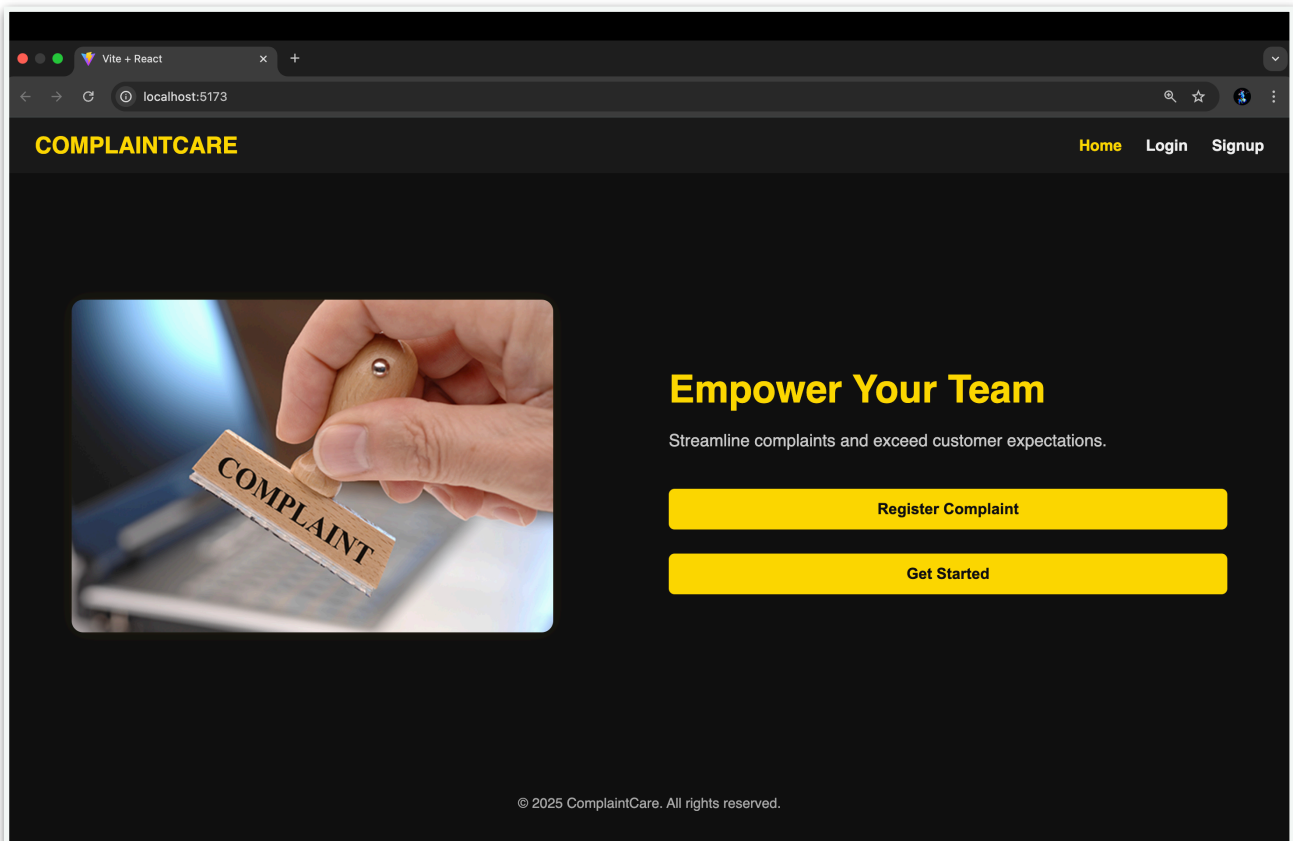 Vite + React
localhost:5173
COMPLAINTCARE
Home Login Signup
COMPLAINT
Empower Your Team
Streamline complaints and exceed customer expectations.
Register Complaint
Get Started
© 2025 ComplaintCare. All rights reserved.